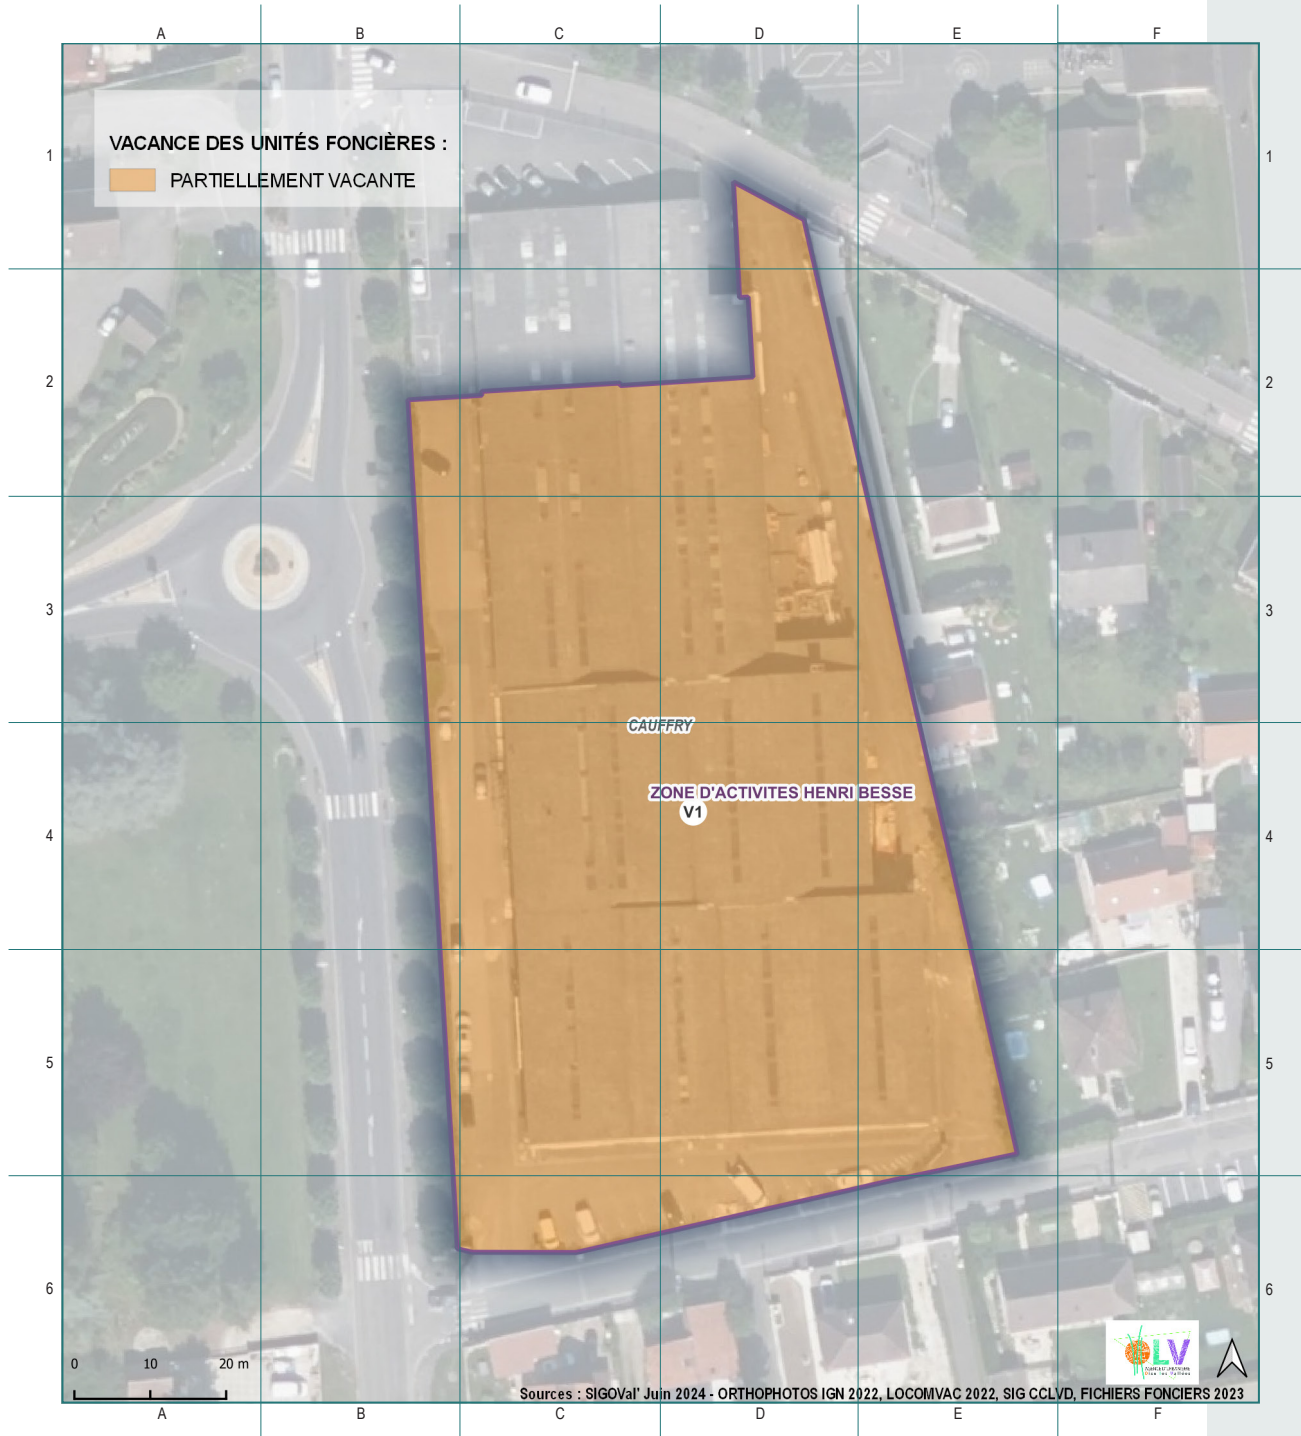 A B C D E F
VACANCE DES UNITÉS FONCIÈRES :
PARTIELLEMENT VACANTE
1 1
2 2
3 3
CAUFFRY
ZONE D'ACTIVITES HENRI BESSE
V1
4 4
5 5
6 6
0 10 20 m
LV
Sources : SIGOVal' Juin 2024 - ORTHOPHOTOS IGN 2022, LOCOMVAC 2022, SIG CCLVD, FICHIERS FONCIERS 2023
A B C D E F